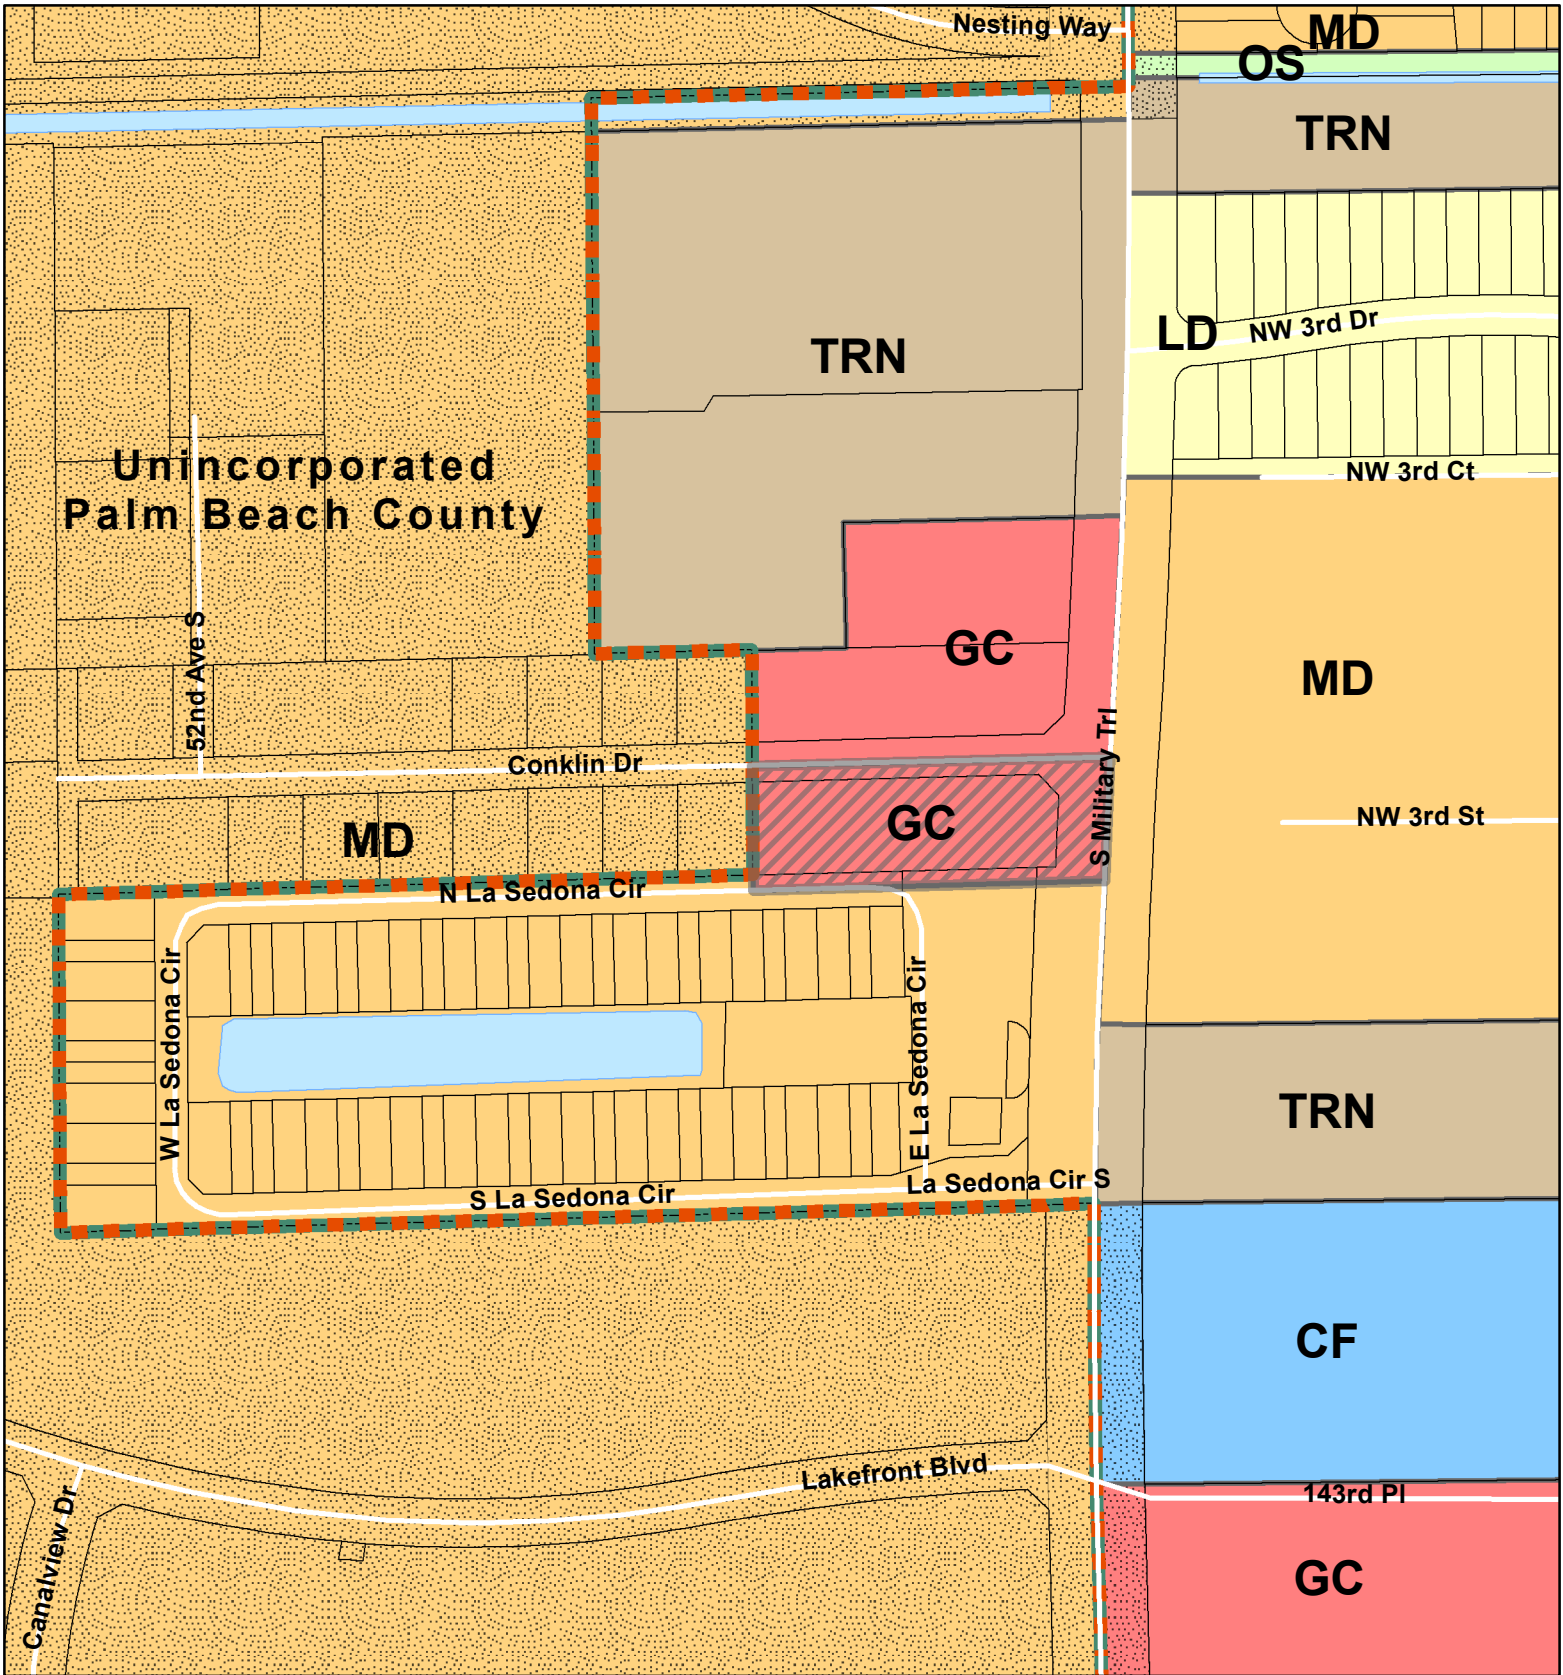 Nesting Way
MD
OS
TRN
LD
NW 3rd Dr
TRN
Unincorporated
Palm Beach County
NW 3rd Ct
52nd Ave S
GC
MD
S Military Trl
Conklin Dr
GC
NW 3rd St
MD
N La Sedona Cir
W La Sedona Cir
E La Sedona Cir
TRN
La Sedona Cir S
S La Sedona Cir
CF
Lakefront Blvd
143rd Pl
Canalview Dr
GC